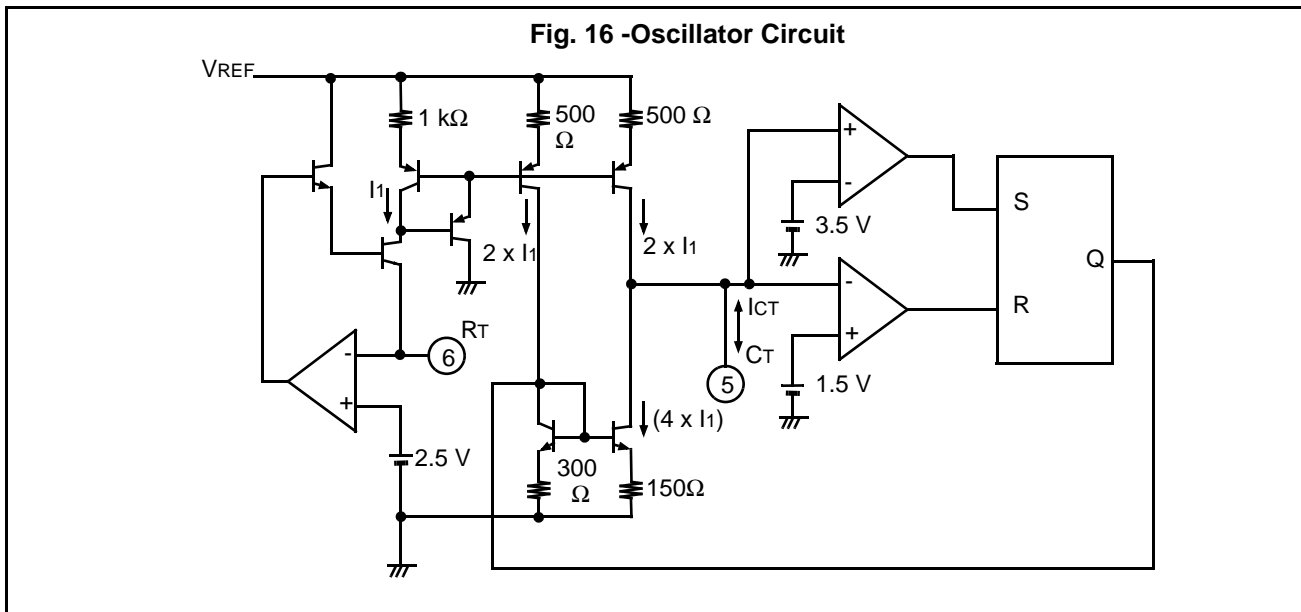 Fig. 16 -Oscillator Circuit
VREF
1 kΩ
500
Ω
500 Ω
I1
2 x I1
2 x I1
+
-
3.5 V
S
Q
R
ICT
CT
5
-
+
1.5 V
RT
6
-
+
2.5 V
(4 x I1)
300
Ω
150Ω